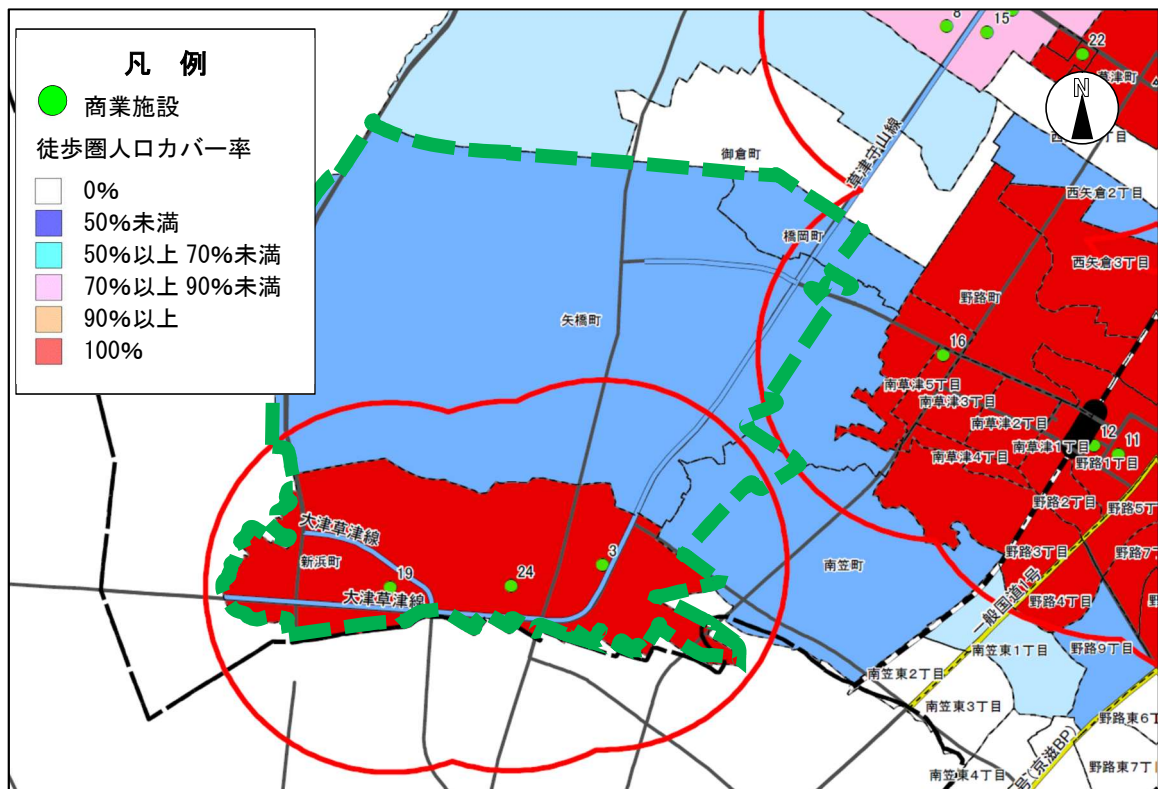 凡 例
商業施設
徒歩圏人口カバー率
0%
50%未満
50%以上 70%未満
70%以上 90%未満
90%以上
100%
8
15
22
草津町
N
御倉町
草津守山線
西矢倉2丁目
橋岡町
西矢倉3丁目
野路町
矢橋町
16
南草津5丁目
南草津3丁目
南草津2丁目
12
11
南草津1丁目
南草津4丁目
野路1丁目
野路2丁目
野路5丁
大津草津線
野路3丁目
野路7丁
新浜町
3
南笠町
19
24
大津草津線
野路4丁目
一般国道1号
南笠東1丁目
野路9丁目
南笠東2丁目
南笠東3丁目
野路東6丁
号(京滋BP)
南笠東4丁目
野路東7丁